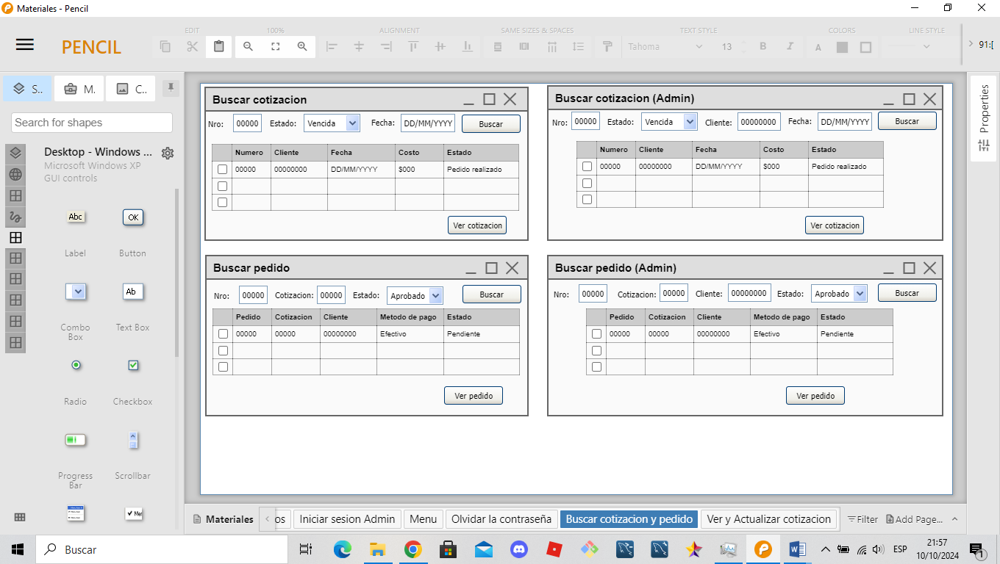 Materiales - Pencil
PENCIL
EDIT
100%
ALIGNMENT
SAME SIZES & SPACES
TEXT STYLE
COLORS
LINE STYLE
Tahoma
13
B
I
A
91:[
S..
M.
C..
Search for shapes
Desktop - Windows ...
Microsoft Windows XP
GUI controls
Abc
OK
Label
Button
Ab
Combo
Box
Text Box
Radio
Checkbox
Progress
Bar
Scrollbar
Buscar cotizacion
Nro: 00000 Estado: Vencida Fecha: DD/MM/YYYY Buscar
Numero Cliente Fecha Costo Estado
00000 00000000 DD/MM/YYYY $000 Pedido realizado
Ver cotizacion
Buscar cotizacion (Admin)
Nro: 00000 Estado: Vencida Cliente: 00000000 Fecha: DD/MM/YYYY Buscar
Numero Cliente Fecha Costo Estado
00000 00000000 DD/MM/YYYY $000 Pedido realizado
Ver cotizacion
Buscar pedido
Nro: 00000 Cotizacion: 00000 Estado: Aprobado Buscar
Pedido Cotizacion Cliente Metodo de pago Estado
00000 00000 00000000 Efectivo Pendiente
Ver pedido
Buscar pedido (Admin)
Nro: 00000 Cotizacion: 00000 Cliente: 00000000 Estado: Aprobado Buscar
Pedido Cotizacion Cliente Metodo de pago Estado
00000 00000 00000000 Efectivo Pendiente
Ver pedido
Properties
Materiales
os
Iniciar sesion Admin
Menu
Olvidar la contraseña
Buscar cotizacion y pedido
Ver y Actualizar cotizacion
Filter
Add Page...
Buscar
ESP
21:57
10/10/2024
1